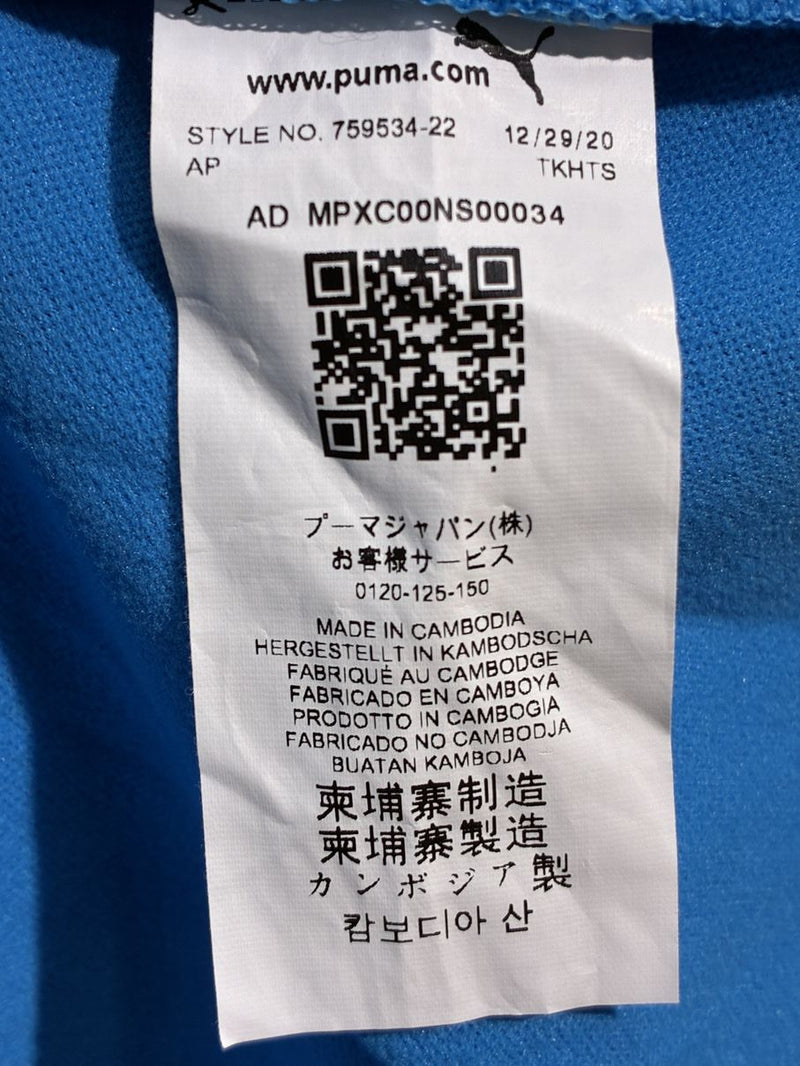 www.puma.com
STYLE NO. 759534-22 12/29/20
AP TKHTS
AD MPXC00NS00034
プーマジャパン(株)
お客様サービス
0120-125-150
MADE IN CAMBODIA
HERGESTELLT IN KAMBODSCHA
FABRIQUÉ AU CAMBODGE
FABRICADO EN CAMBOYA
PRODOTTO IN CAMBOGIA
FABRICADO NO CAMBODJA
BUATAN KAMBOJA
柬埔寨制造
柬埔寨製造
カンボジア製
캄보디아 산